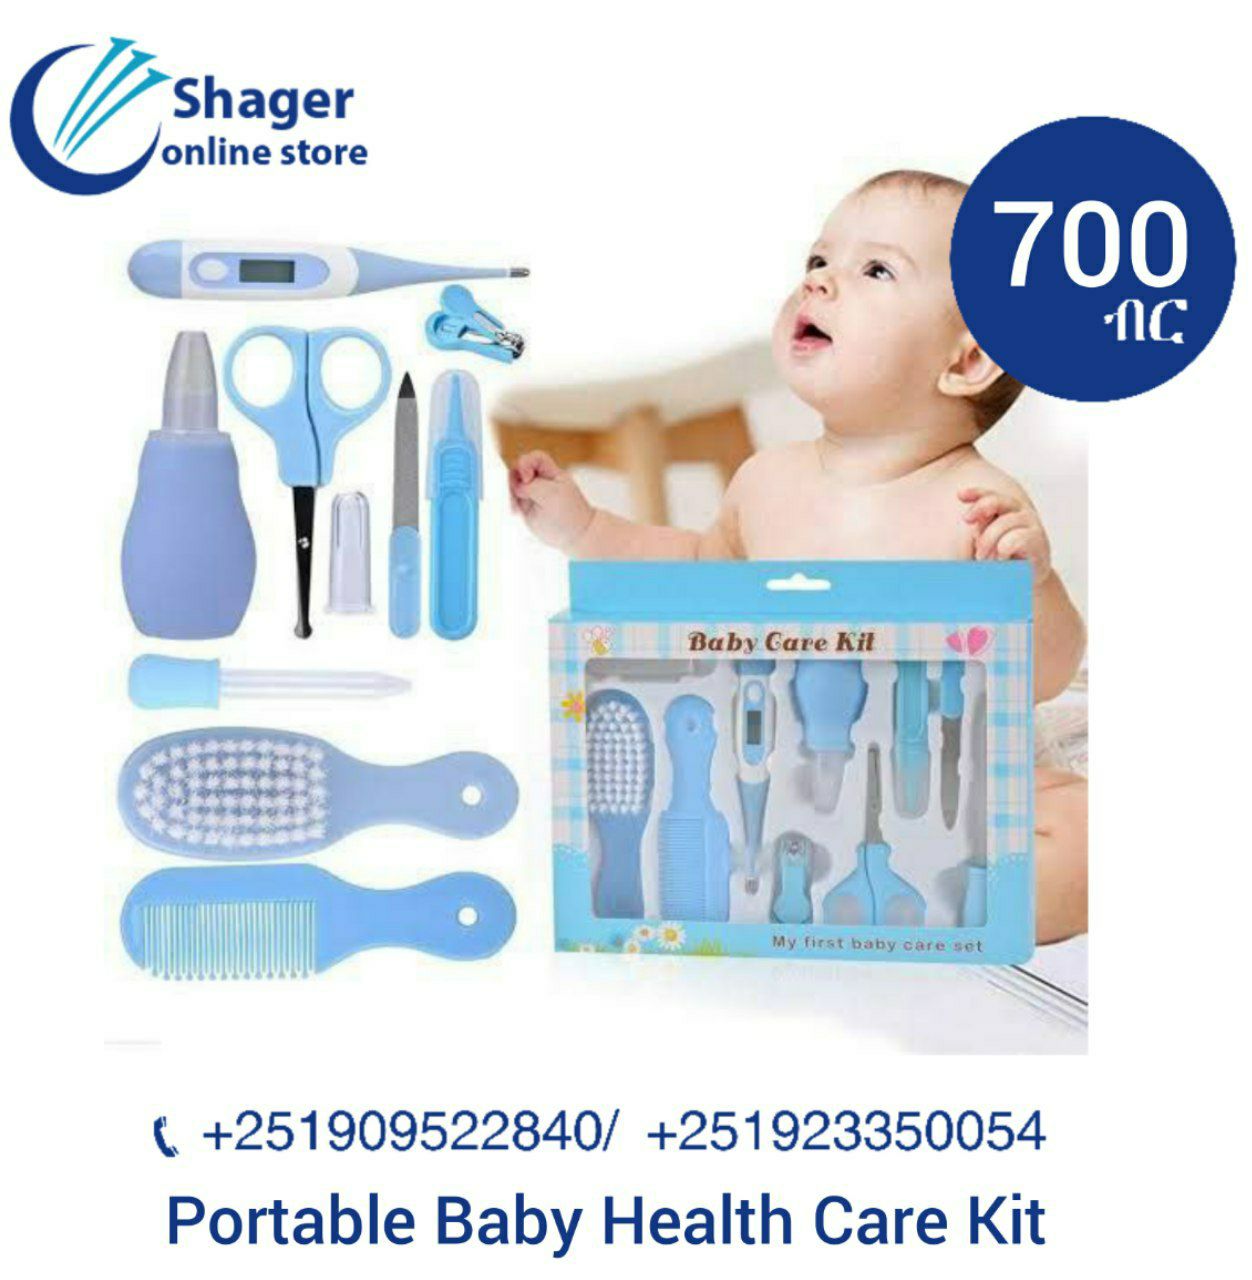 Shager
online store
700
ብር
Baby Care Kit
My first baby care set
+251909522840/ +251923350054
Portable Baby Health Care Kit